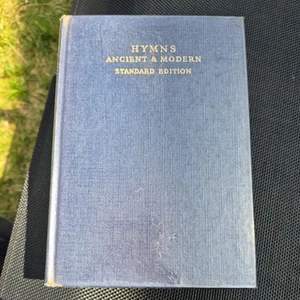 HYMNS
ANCIENT & MODERN
STANDARD EDITION